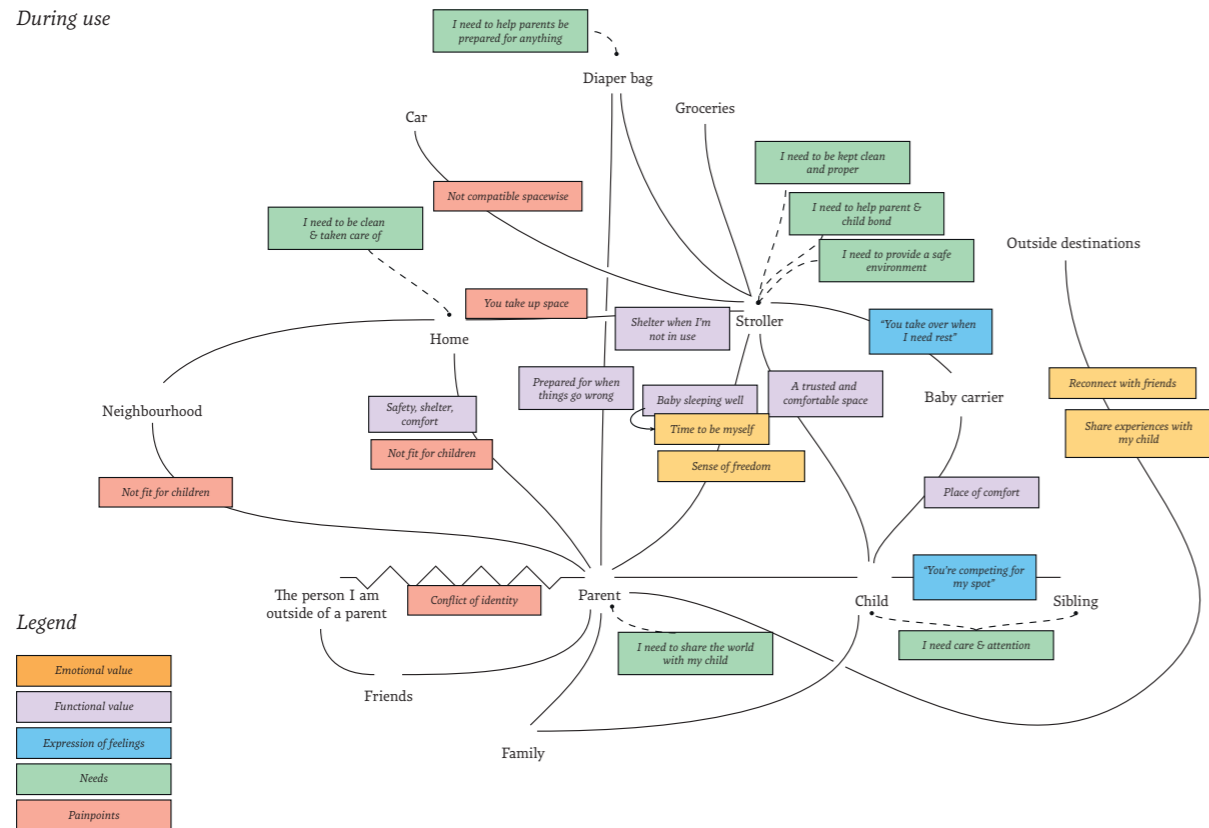 During use
I need to help parents be
prepared for anything
Diaper bag
Groceries
Car
I need to be kept clean
and proper
Not compatible spacewise
I need to help parent &
child bond
I need to be clean
& taken care of
I need to provide a safe
environment
Outside destinations
You take up space
Shelter when I'm
not in use
Stroller
"You take over when
I need rest"
Home
Prepared for when
things go wrong
Baby sleeping well
A trusted and
comfortable space
Reconnect with friends
Baby carrier
Neighbourhood
Safety, shelter,
comfort
Time to be myself
Share experiences with
my child
Not fit for children
Sense of freedom
Not fit for children
Place of comfort
"You're competing for
my spot"
The person I am
outside of a parent
Conflict of identity
Parent
Child
Sibling
I need to share the world
with my child
I need care & attention
Friends
Family
Legend
Emotional value
Functional value
Expression of feelings
Needs
Painpoints